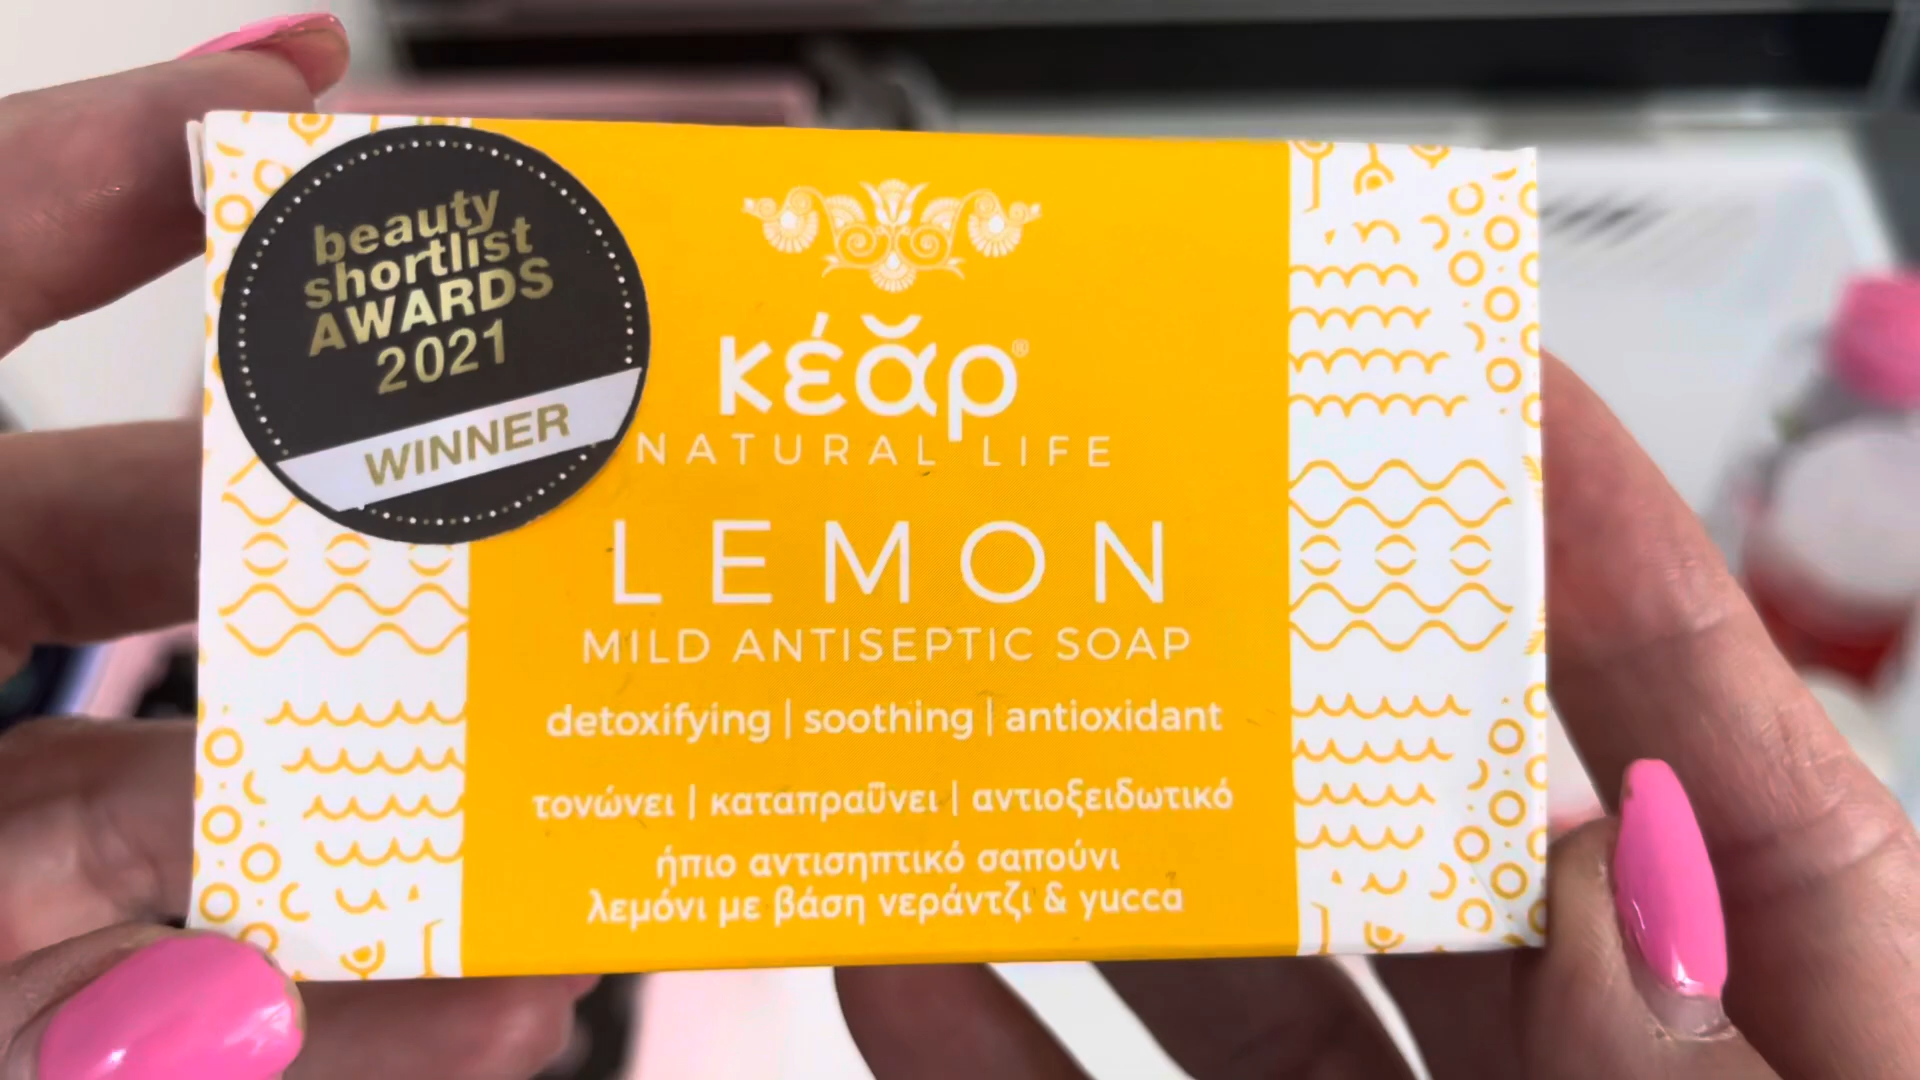 beauty
shortlist
AWARDS
2021
WINNER
κέᾰρ®
NATURAL LIFE
LEMON
MILD ANTISEPTIC SOAP
detoxifying | soothing | antioxidant
τονώνει | καταπραΰνει | αντιοξειδωτικό
ήπιο αντισηπτικό σαπούνι
λεμόνι με βάση νεράντζι & yucca